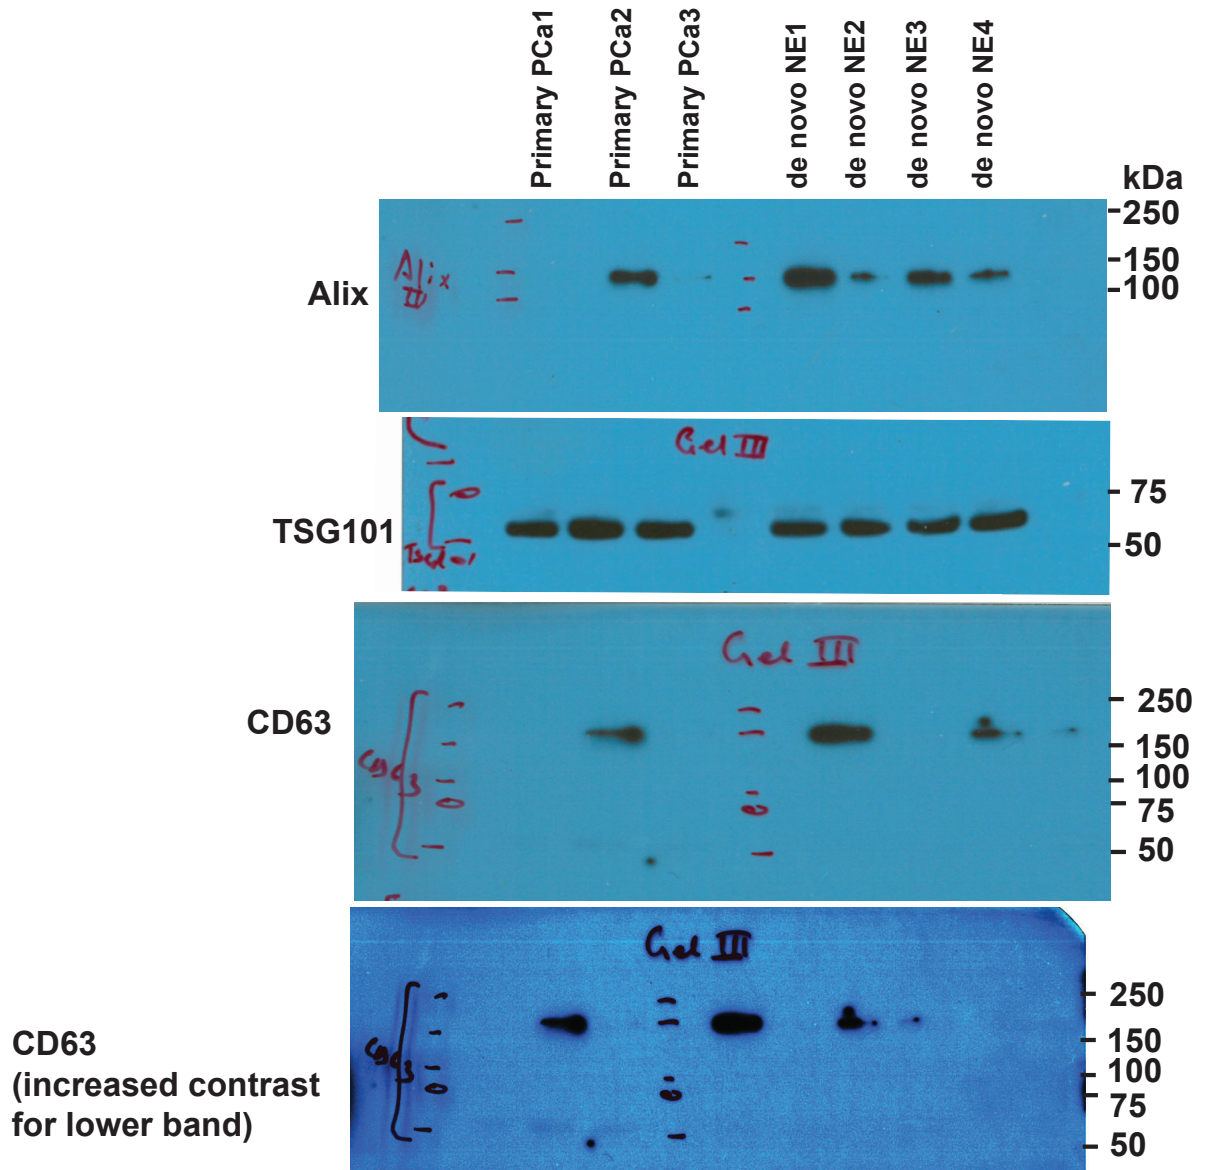 Primary PCa1
Primary PCa2
Primary PCa3
de novo NE1
de novo NE2
de novo NE3
de novo NE4
kDa
Alix
Alix
II
250
150
100
TSG101
Gel III
75
50
CD63
Gel III
CD63
250
150
100
75
50
CD63
(increased contrast
for lower band)
Gel III
CD63
250
150
100
75
50